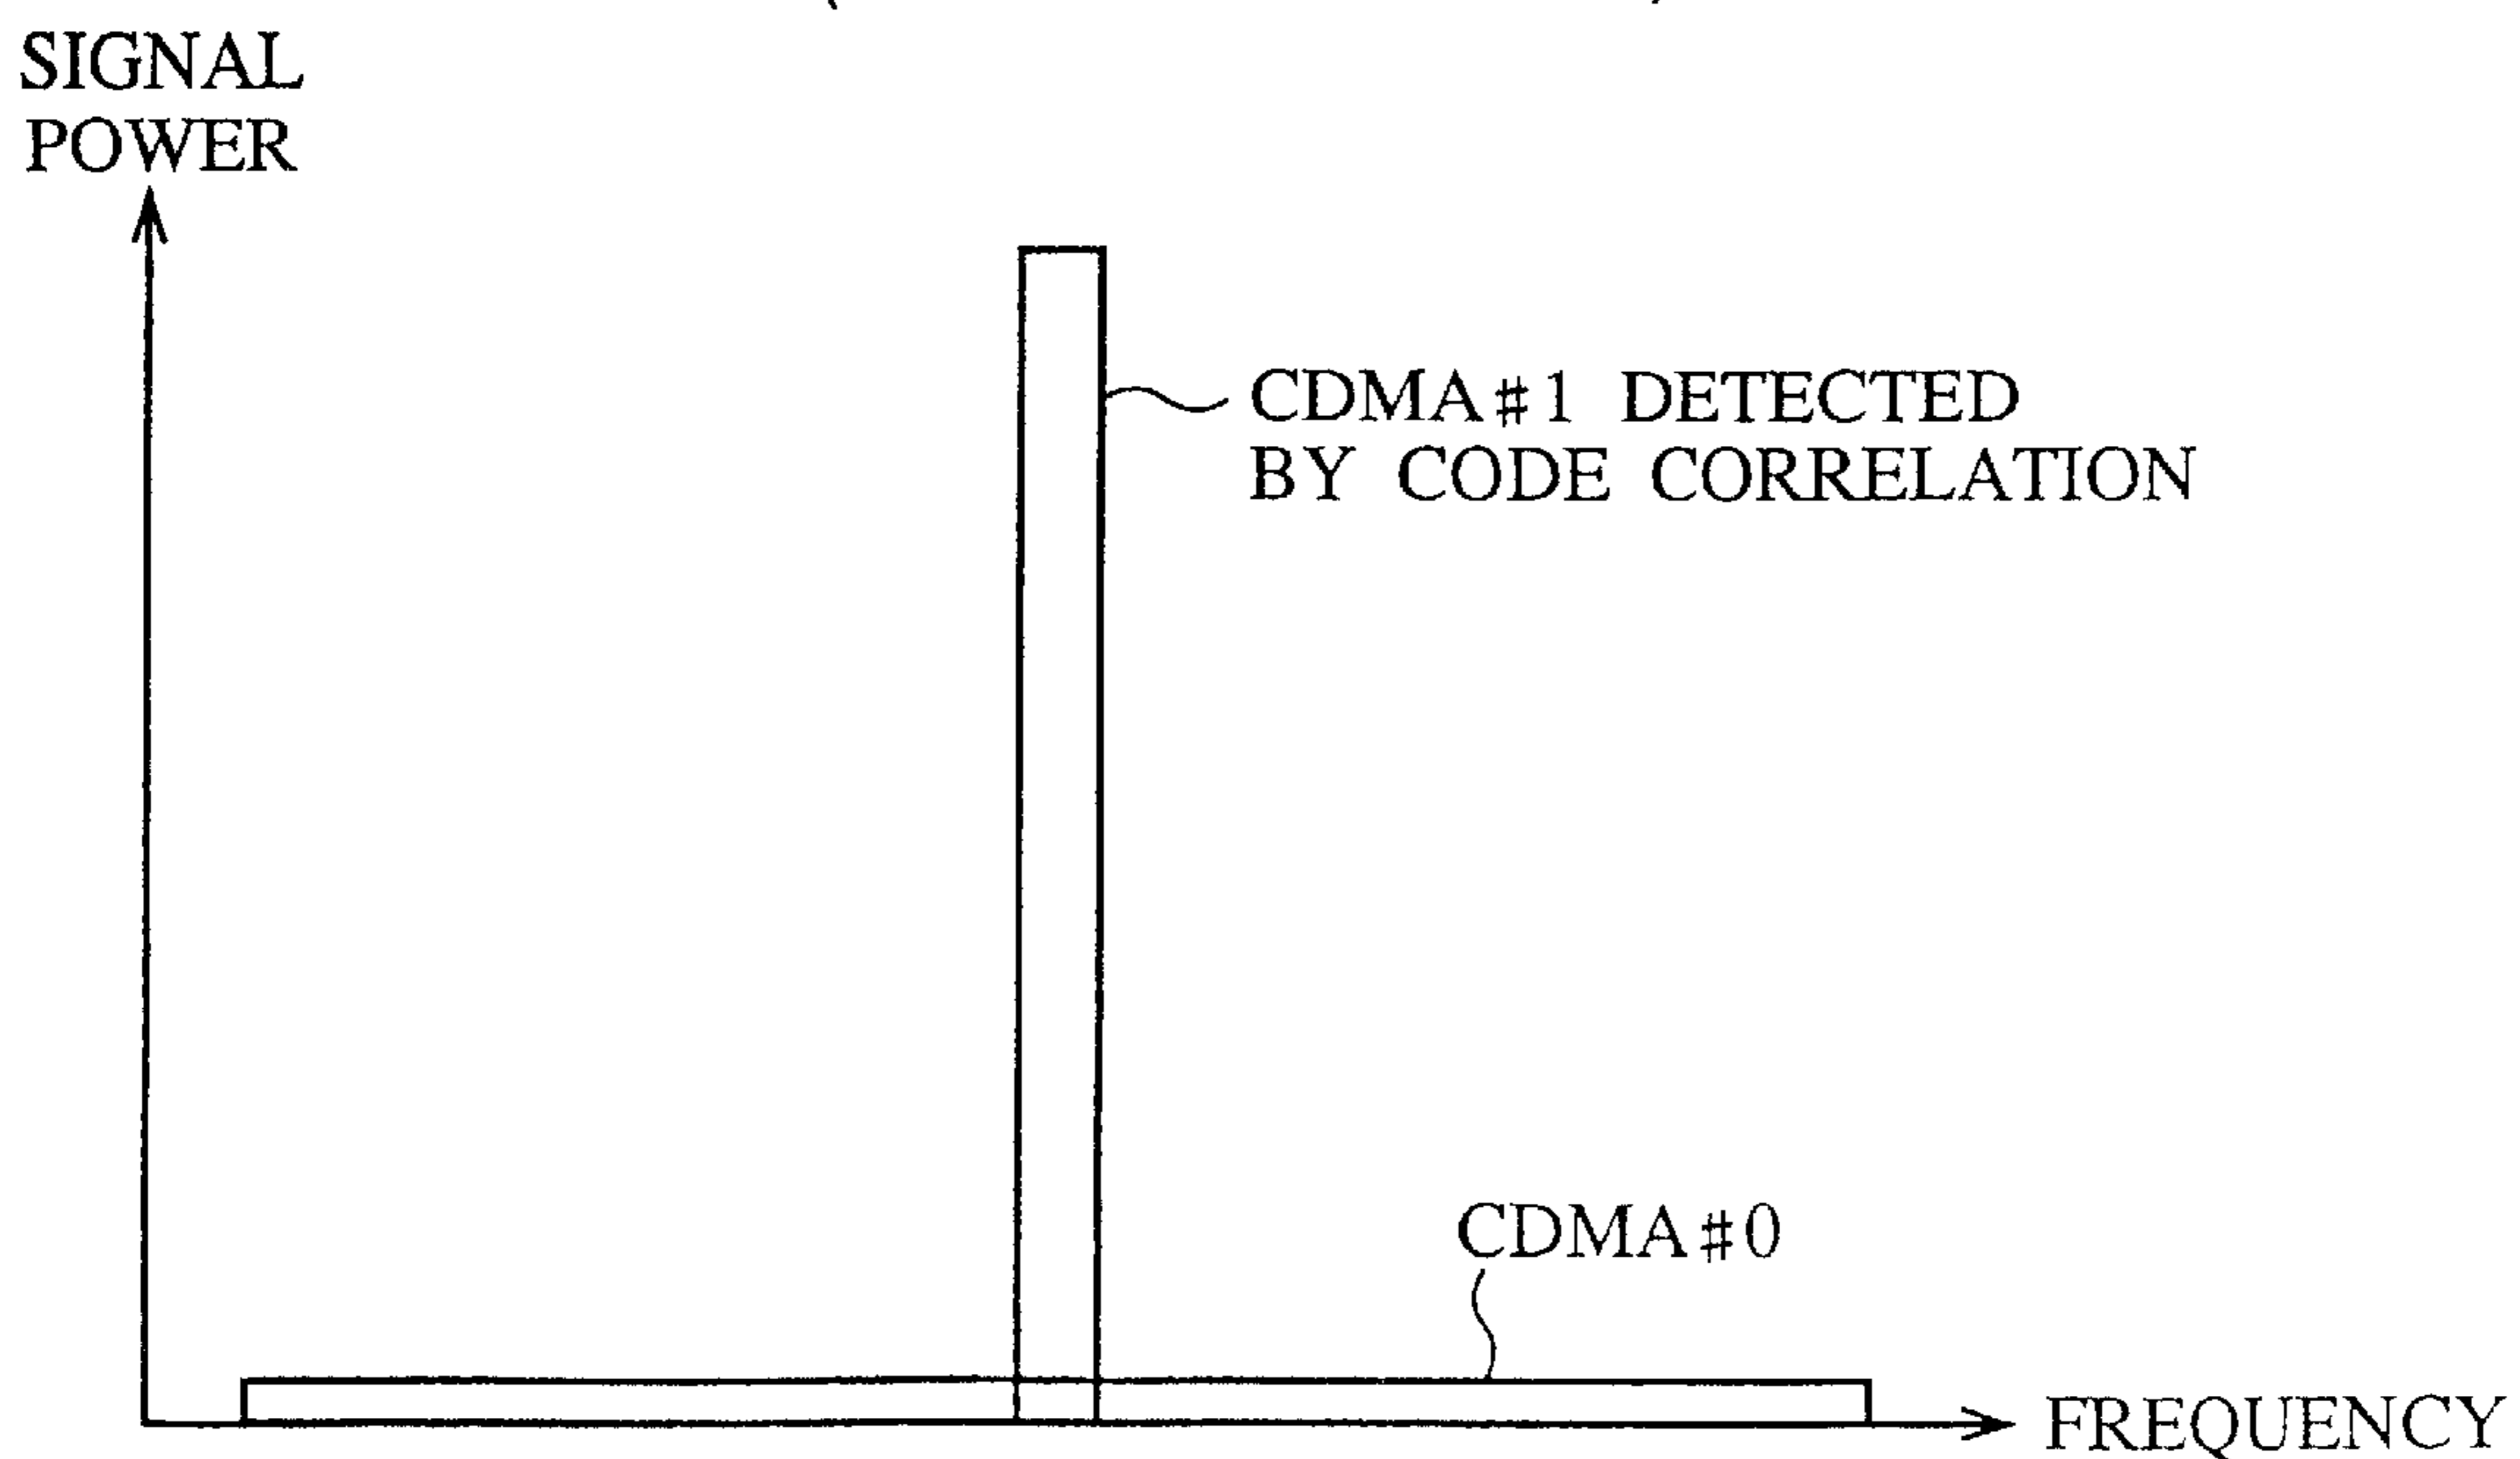 SIGNAL
POWER
CDMA♯1 DETECTED
BY CODE CORRELATION
CDMA♯0
FREQUENCY